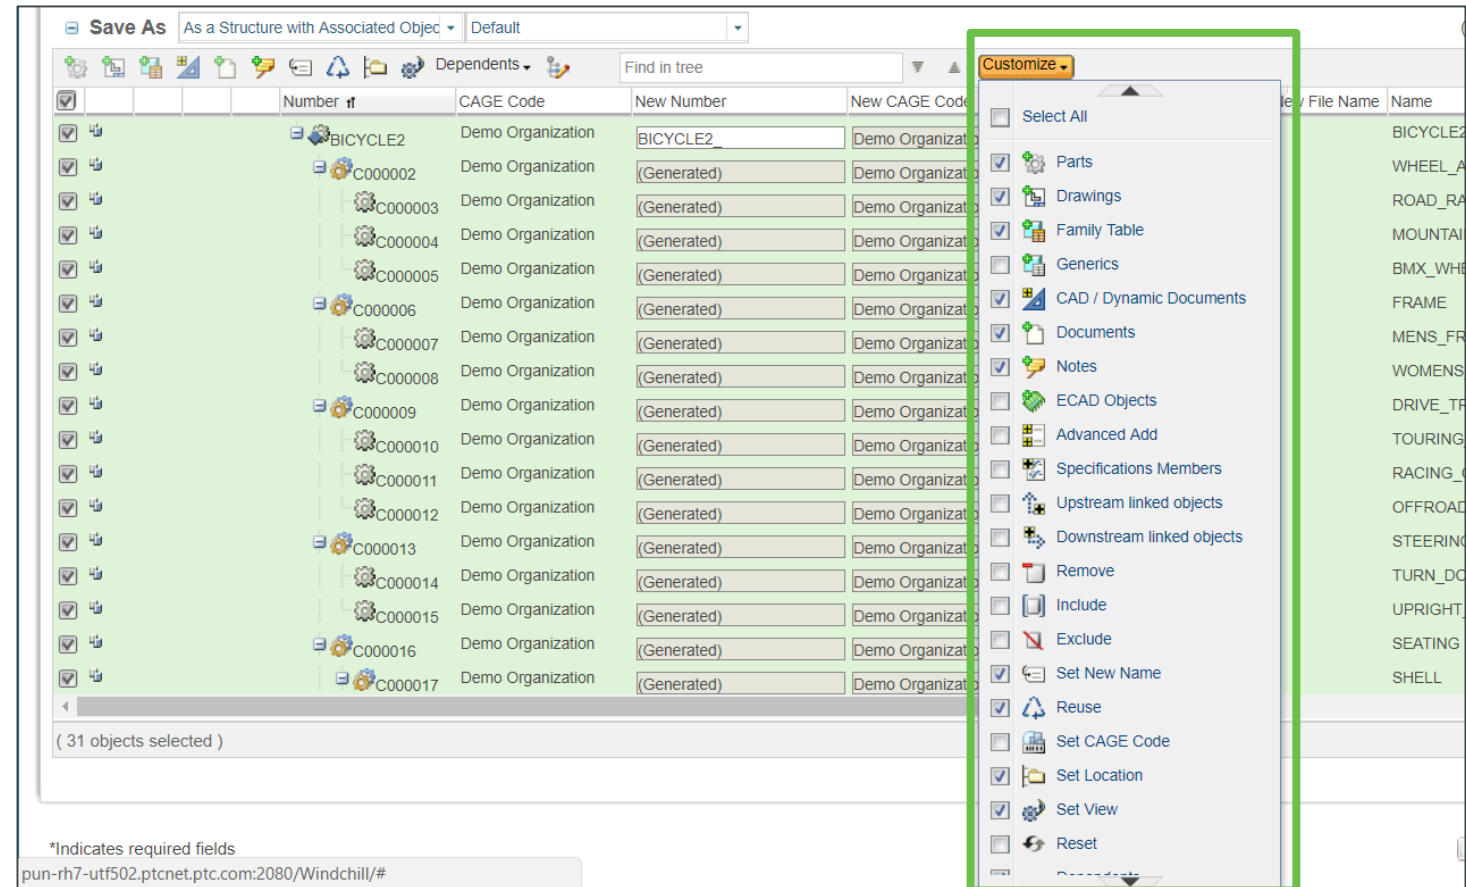 Save As As a Structure with Associated Objec Default
Dependents Find in tree Customize
Number CAGE Code New Number New CAGE Code File Name Name
BICYCLE2 Demo Organization BICYCLE2_ Demo Organizat BICYCLE2
C000002 Demo Organization (Generated) Demo Organizat WHEEL_A
C000003 Demo Organization (Generated) Demo Organizat ROAD_RA
C000004 Demo Organization (Generated) Demo Organizat MOUNTAI
C000005 Demo Organization (Generated) Demo Organizat BMX_WHE
C000006 Demo Organization (Generated) Demo Organizat FRAME
C000007 Demo Organization (Generated) Demo Organizat MENS_FR
C000008 Demo Organization (Generated) Demo Organizat WOMENS_
C000009 Demo Organization (Generated) Demo Organizat DRIVE_TR
C000010 Demo Organization (Generated) Demo Organizat TOURING
C000011 Demo Organization (Generated) Demo Organizat RACING_
C000012 Demo Organization (Generated) Demo Organizat OFFROAD
C000013 Demo Organization (Generated) Demo Organizat STEERING
C000014 Demo Organization (Generated) Demo Organizat TURN_DO
C000015 Demo Organization (Generated) Demo Organizat UPRIGHT_
C000016 Demo Organization (Generated) Demo Organizat SEATING
C000017 Demo Organization (Generated) Demo Organizat SHELL
Select All
Parts
Drawings
Family Table
Generics
CAD / Dynamic Documents
Documents
Notes
ECAD Objects
Advanced Add
Specifications Members
Upstream linked objects
Downstream linked objects
Remove
Include
Exclude
Set New Name
Reuse
Set CAGE Code
Set Location
Set View
Reset
( 31 objects selected )
*Indicates required fields
pun-rh7-utf502.ptcnet.ptc.com:2080/Windchill/#